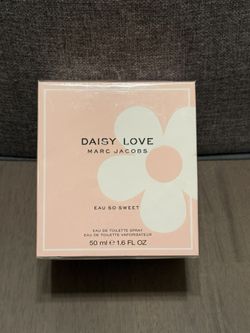 DAISY LOVE
MARC JACOBS
EAU SO SWEET
EAU DE TOILETTE SPRAY
EAU DE TOILETTE VAPORISATEUR
50 ml ℮ 1.6 FL OZ